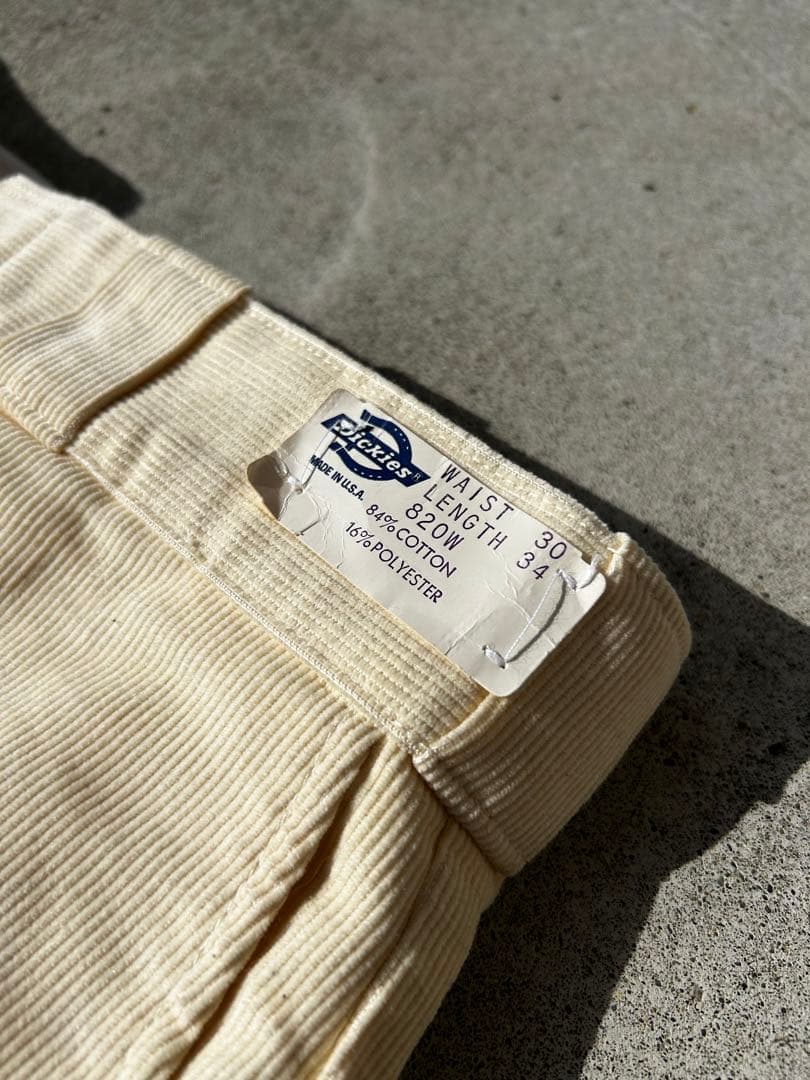 Dickies®
MADE IN U.S.A.
WAIST 30
LENGTH 34
820W
84% COTTON
16% POLYESTER